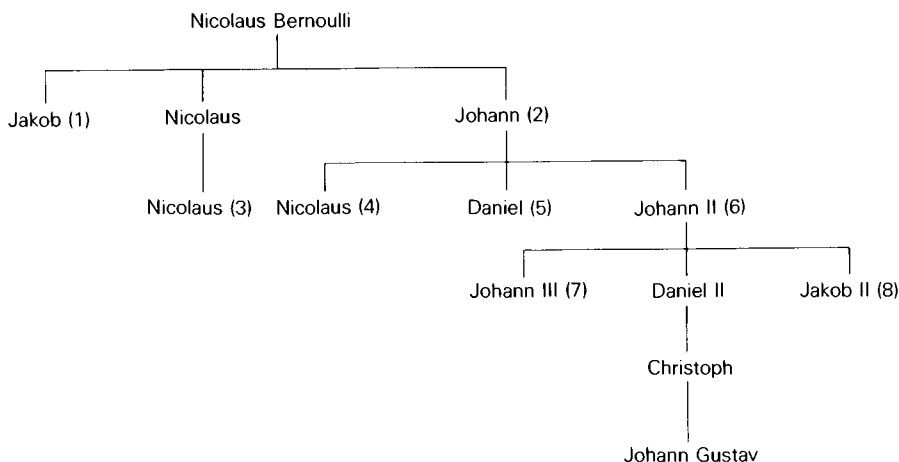 Nicolaus Bernoulli
Jakob (1) Nicolaus Johann (2)
Nicolaus (3) Nicolaus (4) Daniel (5) Johann II (6)
Johann III (7) Daniel II Jakob II (8)
Christoph
Johann Gustav